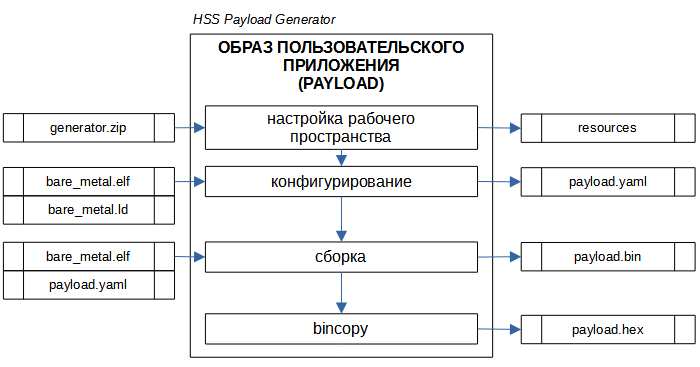 HSS Payload Generator
ОБРАЗ ПОЛЬЗОВАТЕЛЬСКОГО
ПРИЛОЖЕНИЯ
(PAYLOAD)
generator.zip
настройка рабочего
пространства
resources
bare_metal.elf
bare_metal.ld
конфигурирование
payload.yaml
bare_metal.elf
payload.yaml
сборка
payload.bin
bincopy
payload.hex